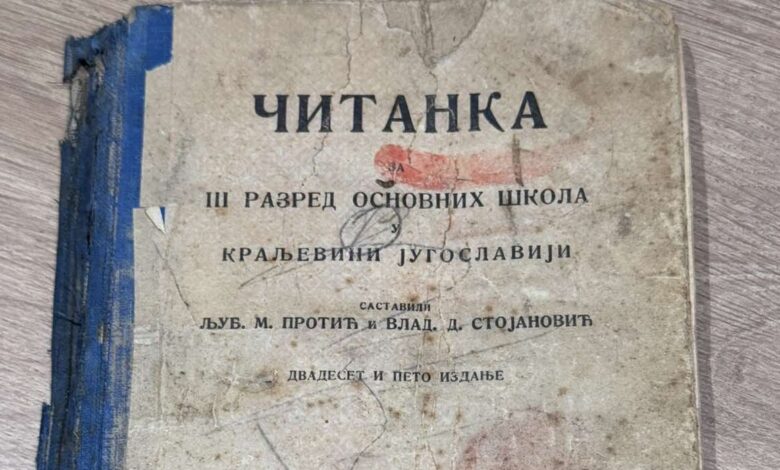 ЧИТАНКА
ЗА
III РАЗРЕД ОСНОВНИХ ШКОЛА
У
КРАЉЕВИНИ ЈУГОСЛАВИЈИ
САСТАВИЛИ
ЉУБ. М. ПРОТИЋ и ВЛАД. Д. СТОЈАНОВИЋ
ДВАДЕСЕТ И ПЕТО ИЗДАЊЕ